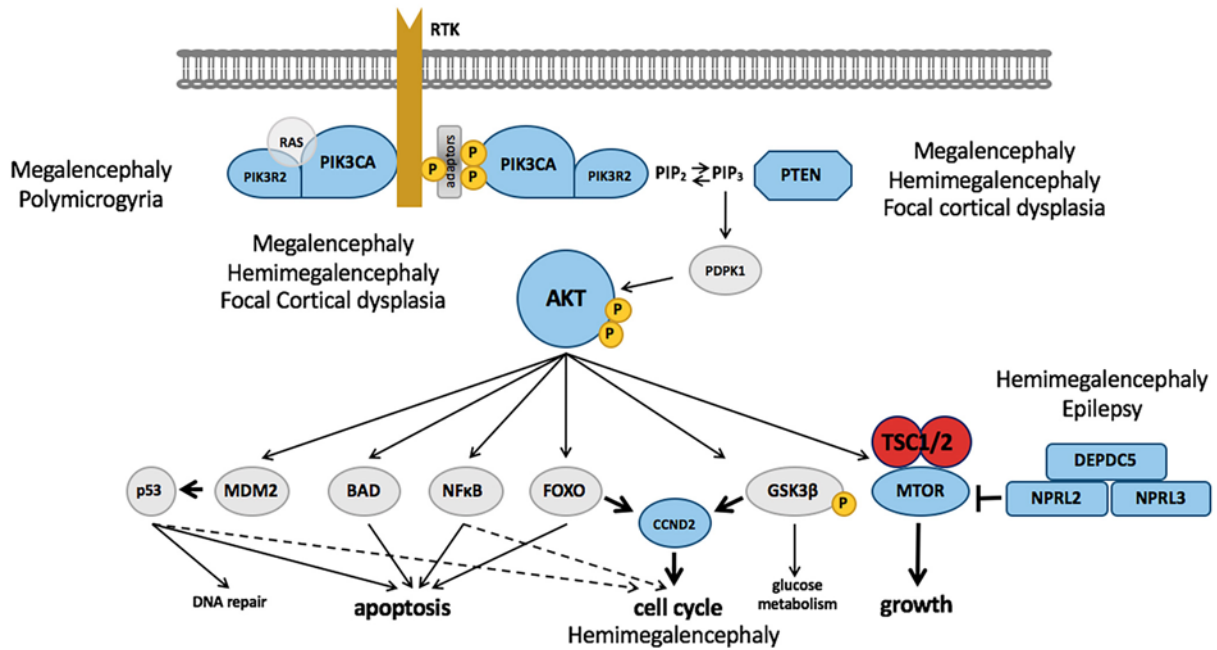 RTK
RAS
PIK3CA
PIK3R2
P
adaptors
P
P
PIK3CA
PIK3R2
PIP2 PIP3
PTEN
Megalencephaly
Polymicrogyria
Megalencephaly
Hemimegalencephaly
Focal cortical dysplasia
Megalencephaly
Hemimegalencephaly
Focal Cortical dysplasia
PDPK1
AKT
P
P
Hemimegalencephaly
Epilepsy
TSC1/2
DEPDC5
p53
MDM2
BAD
NFκB
FOXO
CCND2
GSK3β
P
MTOR
NPRL2
NPRL3
DNA repair
apoptosis
cell cycle
Hemimegalencephaly
glucose
metabolism
growth